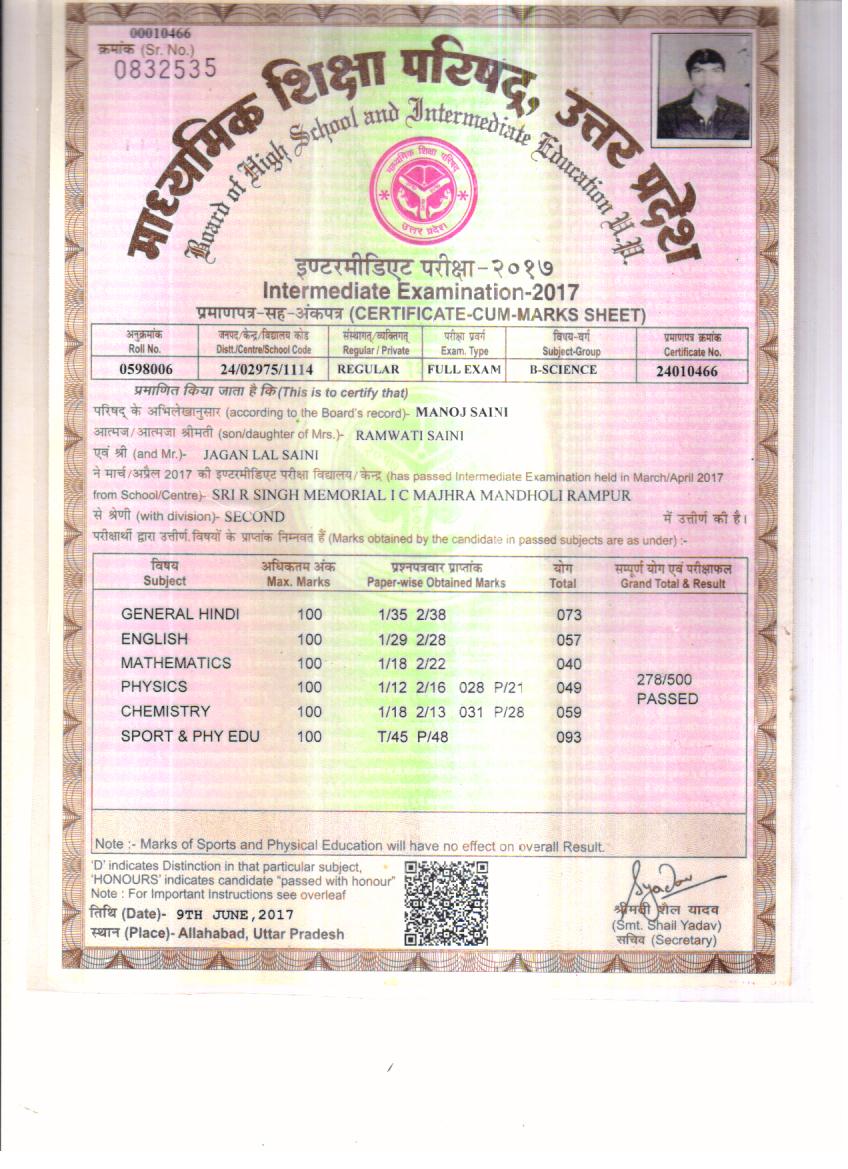 00010466
क्रमांक (Sr. No.)
0832535
माध्यमिक शिक्षा परिषद्, उत्तर प्रदेश
Board of High School and Intermediate Education U.P.
माध्यमिक शिक्षा परिषद
उत्तर प्रदेश
इण्टरमीडिएट परीक्षा-२०१७
Intermediate Examination-2017
प्रमाणपत्र-सह-अंकपत्र (CERTIFICATE-CUM-MARKS SHEET)
अनुक्रमांक जनपद/केन्द्र/विद्यालय कोड संस्थागत/व्यक्तिगत् परीक्षा प्रवर्ग विषय-वर्ग प्रमाणपत्र क्रमांक
Roll No. Distt./Centre/School Code Regular / Private Exam. Type Subject-Group Certificate No.
0598006 24/02975/1114 REGULAR FULL EXAM B-SCIENCE 24010466
प्रमाणित किया जाता है कि (This is to certify that)
परिषद् के अभिलेखानुसार (according to the Board's record)- MANOJ SAINI
आत्मज/आत्मजा श्रीमती (son/daughter of Mrs.)- RAMWATI SAINI
एवं श्री (and Mr.)- JAGAN LAL SAINI
ने मार्च/अप्रैल 2017 की इण्टरमीडिएट परीक्षा विद्यालय/केन्द्र (has passed Intermediate Examination held in March/April 2017
from School/Centre)- SRI R SINGH MEMORIAL I C MAJHRA MANDHOLI RAMPUR
से श्रेणी (with division)- SECOND में उत्तीर्ण की है।
परीक्षार्थी द्वारा उत्तीर्ण विषयों के प्राप्तांक निम्नवत हैं (Marks obtained by the candidate in passed subjects are as under) :-
विषय अधिकतम अंक प्रश्नपत्रवार प्राप्तांक योग सम्पूर्ण योग एवं परीक्षाफल
Subject Max. Marks Paper-wise Obtained Marks Total Grand Total & Result
GENERAL HINDI 100 1/35 2/38 073
ENGLISH 100 1/29 2/28 057
MATHEMATICS 100 1/18 2/22 040
PHYSICS 100 1/12 2/16 028 P/21 049
CHEMISTRY 100 1/18 2/13 031 P/28 059
SPORT & PHY EDU 100 T/45 P/48 093
278/500
PASSED
Note :- Marks of Sports and Physical Education will have no effect on overall Result.
'D' indicates Distinction in that particular subject,
'HONOURS' indicates candidate "passed with honour"
Note : For Important Instructions see overleaf
तिथि (Date)- 9TH JUNE,2017
स्थान (Place)- Allahabad, Uttar Pradesh
Syadav
श्रीमती शैल यादव
(Smt. Shail Yadav)
सचिव (Secretary)